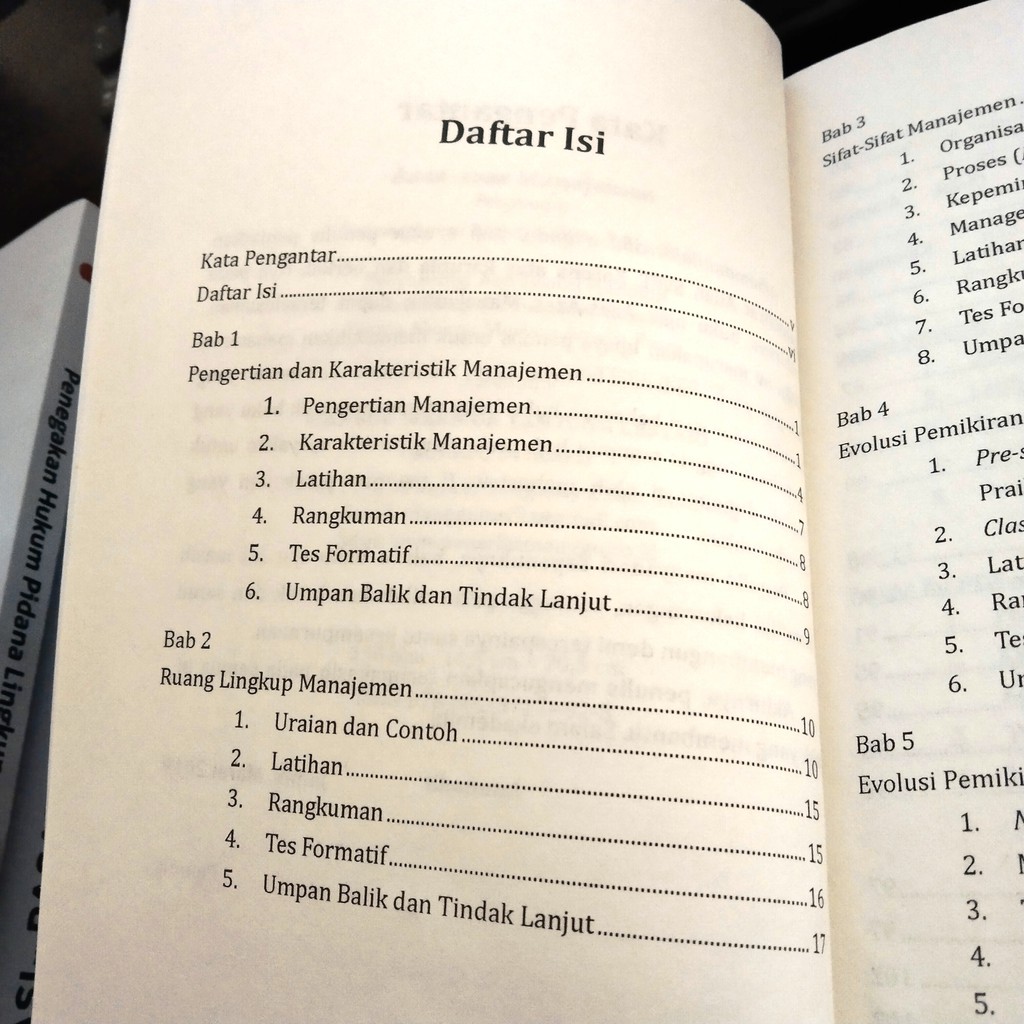 Daftar Isi
Kata Pengantar..........v
Daftar Isi..........vi
Bab 1
Pengertian dan Karakteristik Manajemen..........1
1. Pengertian Manajemen..........1
2. Karakteristik Manajemen..........4
3. Latihan..........7
4. Rangkuman..........8
5. Tes Formatif..........8
6. Umpan Balik dan Tindak Lanjut..........9
Bab 2
Ruang Lingkup Manajemen..........10
1. Uraian dan Contoh..........10
2. Latihan..........15
3. Rangkuman..........15
4. Tes Formatif..........16
5. Umpan Balik dan Tindak Lanjut..........17
Bab 3
Sifat-Sifat Manajemen
1. Organisa
2. Proses
3. Kepemi
4. Manage
5. Latihan
6. Rangku
7. Tes Fo
8. Umpa
Bab 4
Evolusi Pemikiran
1. Pre-s
Prai
2. Clas
3. Lat
4. Ra
5. Te
6. Un
Bab 5
Evolusi Pemiki
1.
2.
3.
4.
5.
Penegakan Hukum Pidana Lingkun